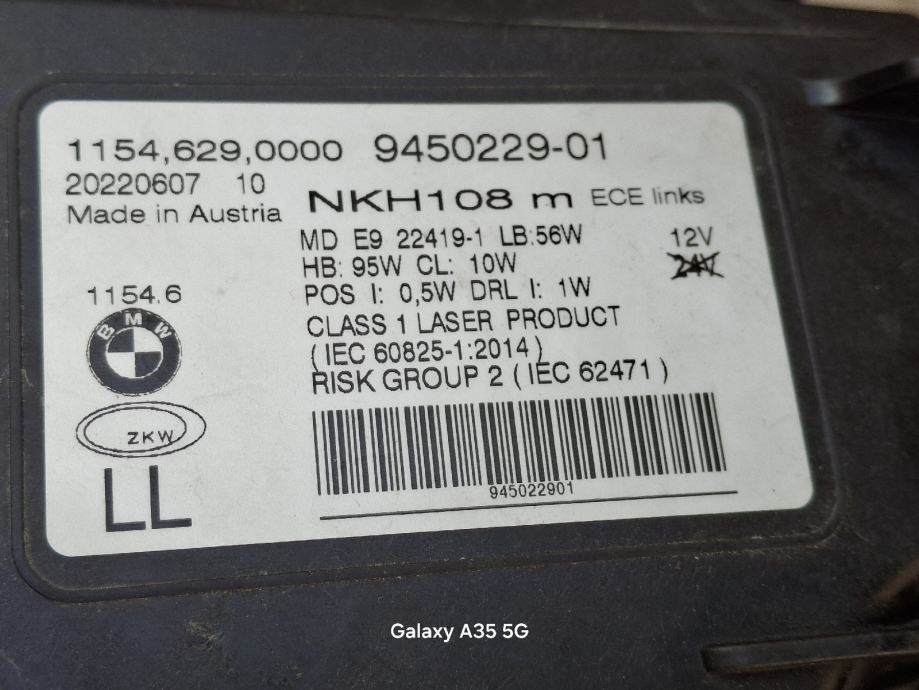 1154,629,0000 9450229-01
20220607 10
Made in Austria
NKH108 m ECE links
MD E9 22419-1 LB:56W 12V
HB: 95W CL: 10W 24V
POS I: 0,5W DRL I: 1W
CLASS 1 LASER PRODUCT
(IEC 60825-1:2014)
RISK GROUP 2 (IEC 62471)
1154.6
BMW
ZKW
LL
945022901
Galaxy A35 5G